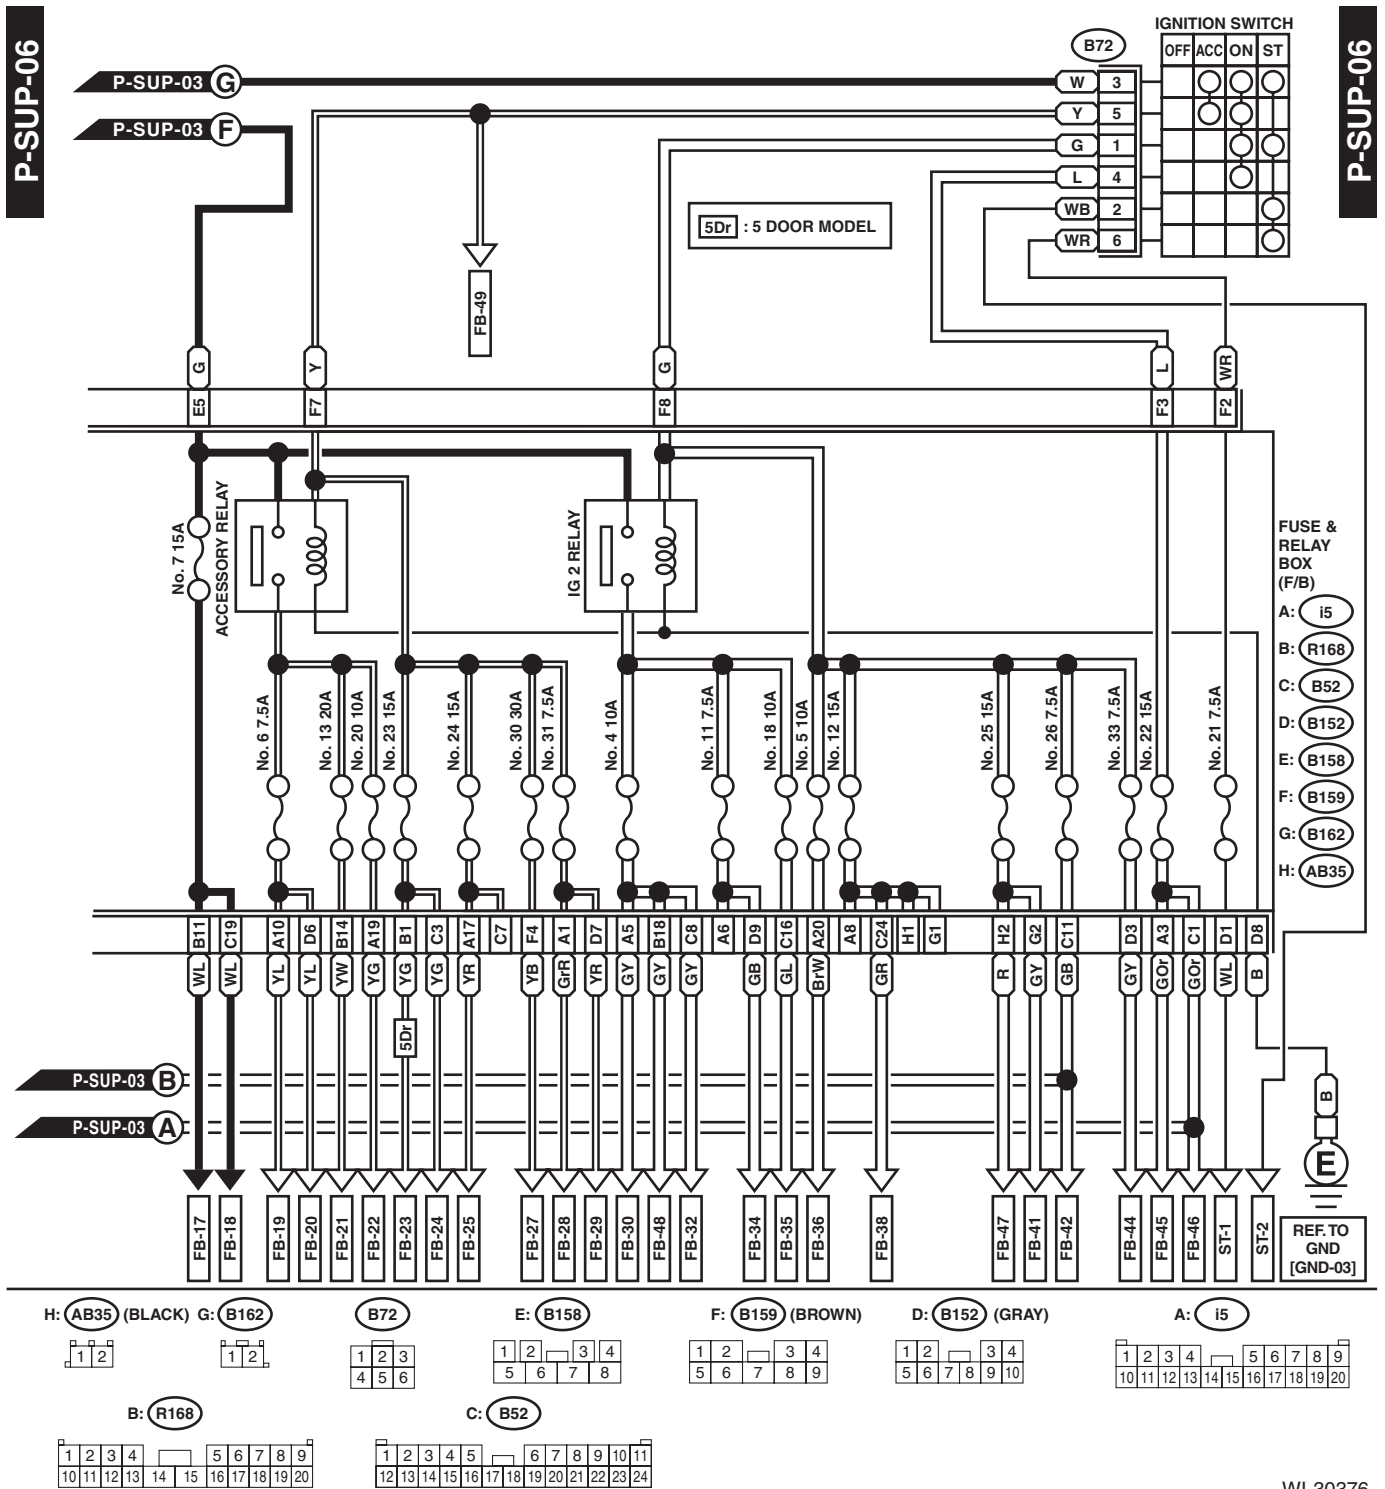 P-SUP-06
P-SUP-06
IGNITION SWITCH
B72
OFF ACC ON ST
P-SUP-03 G
W 3
P-SUP-03 F
Y 5
G 1
L 4
WB 2
WR 6
5Dr : 5 DOOR MODEL
FB-49
G Y G L WR
E5 F7 F8 F3 F2
No. 7 15A
ACCESSORY RELAY
IG 2 RELAY
FUSE &
RELAY
BOX
(F/B)
A: i5
B: R168
C: B52
D: B152
E: B158
F: B159
G: B162
H: AB35
No. 6 7.5A
No. 13 20A
No. 20 10A
No. 23 15A
No. 24 15A
No. 30 30A
No. 31 7.5A
No. 4 10A
No. 11 7.5A
No. 18 10A
No. 5 10A
No. 12 15A
No. 25 15A
No. 26 7.5A
No. 33 7.5A
No. 22 15A
No. 21 7.5A
B11 C19 A10 D6 B14 A19 B1 C3 A17 C7 F4 A1 D7 A5 B18 C8 A6 D9 C16 A20 A8 C24 H1 G1 H2 G2 C11 D3 A3 C1 D1 D8
WL WL YL YL YW YG YG YG YR YB GrR YR GY GY GY GB GL BrW GR R GY GB GY GOr GOr WL B
5Dr
P-SUP-03 B
B
P-SUP-03 A
E
FB-17 FB-18 FB-19 FB-20 FB-21 FB-22 FB-23 FB-24 FB-25 FB-27 FB-28 FB-29 FB-30 FB-48 FB-32 FB-34 FB-35 FB-36 FB-38 FB-47 FB-41 FB-42 FB-44 FB-45 FB-46 ST-1 ST-2
REF. TO
GND
[GND-03]
H: AB35 (BLACK) G: B162 B72 E: B158 F: B159 (BROWN) D: B152 (GRAY) A: i5
1 2
1 2
1 2 3
4 5 6
1 2 3 4
5 6 7 8
1 2 3 4
5 6 7 8 9
1 2 3 4
5 6 7 8 9 10
1 2 3 4 5 6 7 8 9
10 11 12 13 14 15 16 17 18 19 20
B: R168 C: B52
1 2 3 4 5 6 7 8 9
10 11 12 13 14 15 16 17 18 19 20
1 2 3 4 5 6 7 8 9 10 11
12 13 14 15 16 17 18 19 20 21 22 23 24